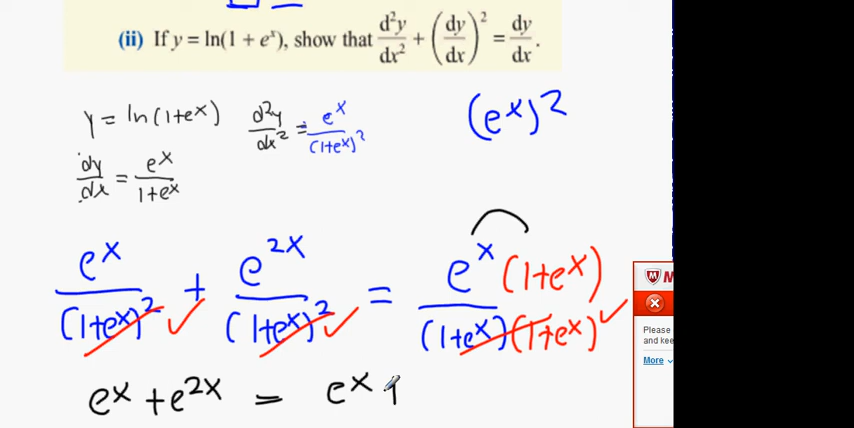 (ii) If y = ln(1 + eˣ), show that d²y/dx² + (dy/dx)² = dy/dx.
y = ln(1+eˣ) d²y/dx² = eˣ/(1+eˣ)² (eˣ)²
dy/dx = eˣ/1+eˣ
eˣ/(1+eˣ)² ✓ + e²ˣ/(1+eˣ)² ✓ = eˣ(1+eˣ)/(1+eˣ)(1+eˣ) ✓
eˣ + e²ˣ = eˣ
M
Please
and kee
More